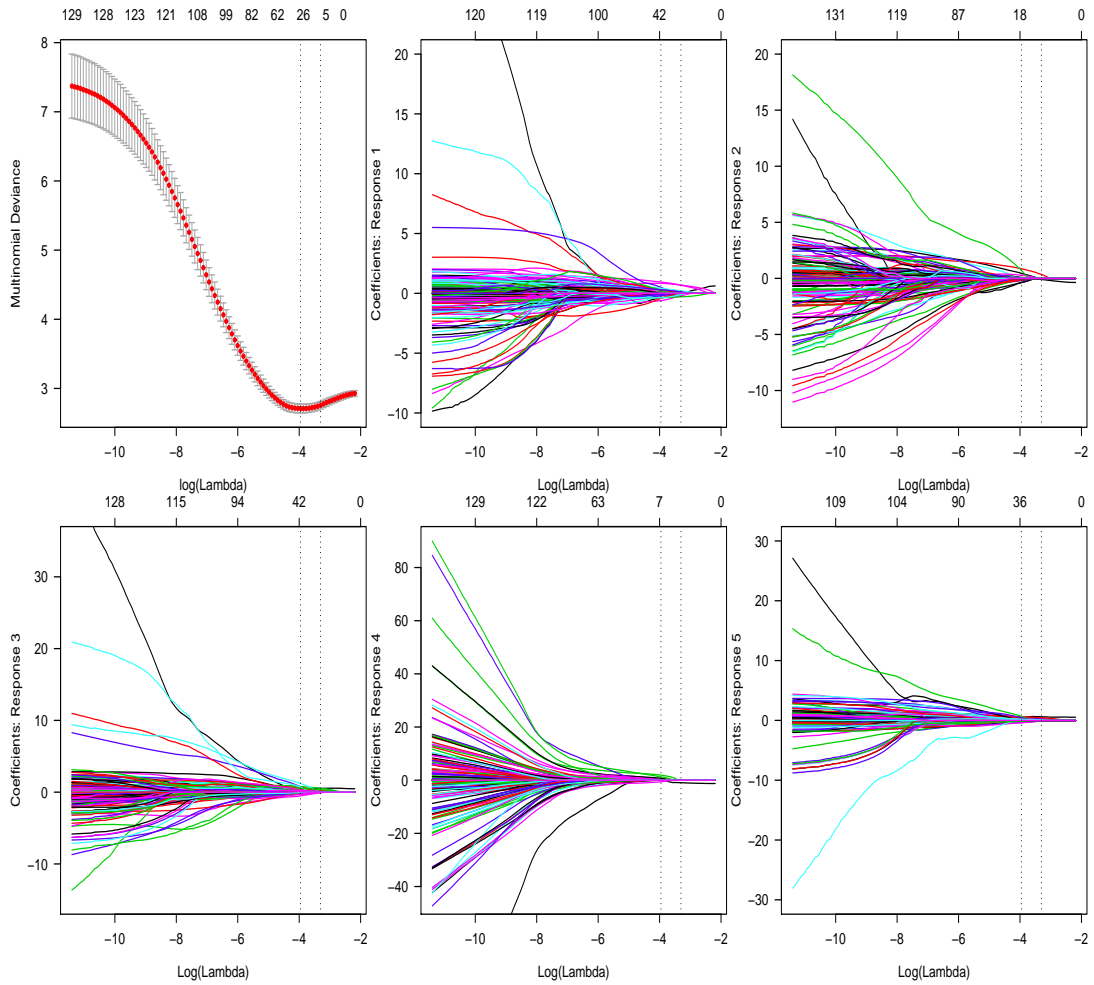 129 128 123 121 108 99 82 62 26 5 0
8
7
6
5
4
3
Multinomial Deviance
−10 −8 −6 −4 −2
log(Lambda)
120 119 100 42 0
20
15
10
5
0
−5
−10
Coefficients: Response 1
−10 −8 −6 −4 −2
Log(Lambda)
131 119 87 18 0
20
15
10
5
0
−5
−10
Coefficients: Response 2
−10 −8 −6 −4 −2
Log(Lambda)
128 115 94 42 0
30
20
10
0
−10
Coefficients: Response 3
−10 −8 −6 −4 −2
Log(Lambda)
129 122 63 7 0
80
60
40
20
0
−20
−40
Coefficients: Response 4
−10 −8 −6 −4 −2
Log(Lambda)
109 104 90 36 0
30
20
10
0
−10
−20
−30
Coefficients: Response 5
−10 −8 −6 −4 −2
Log(Lambda)